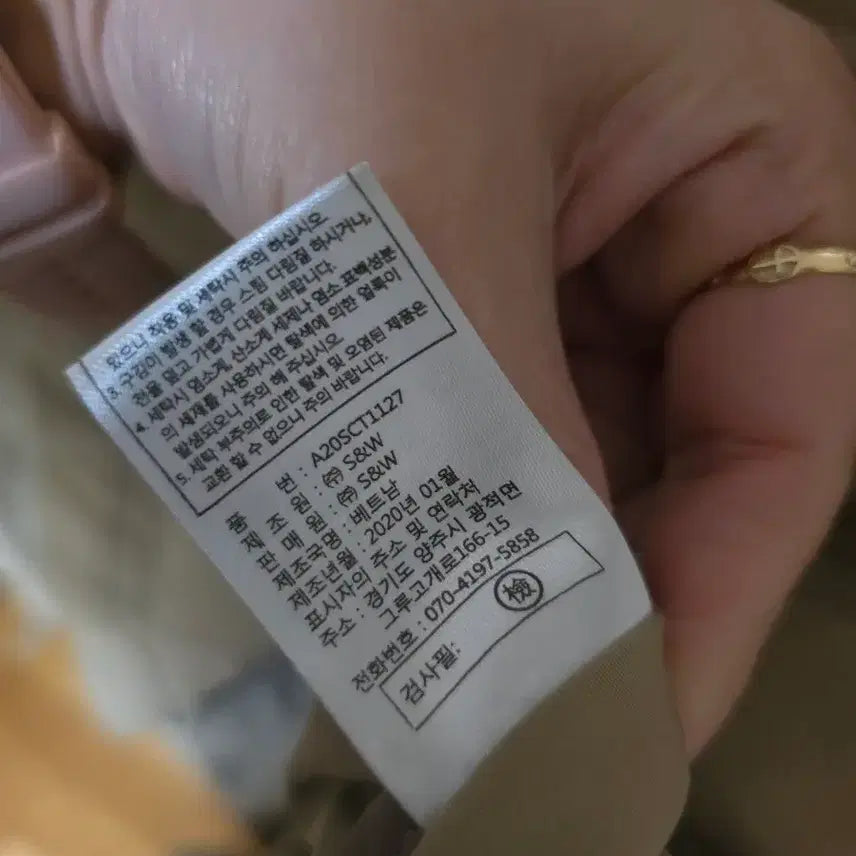 있으니 착용 및 세탁시 주의 하십시오
3. 구김이 발생 할 경우 스팀 다림질 하시거나,
천을 덮고 가볍게 다림질 바랍니다.
4. 세탁시 염소계, 산소계 세제나 염소 표백성분
의 세제를 사용하시면 탈색에 의한 얼룩이
발생되오니 주의 해 주십시오
5. 세탁 부주의로 인한 탈색 및 오염된 제품은
교환 할 수 없으니 주의 바랍니다.
품 번 : A20SCT1127
제 조 원 : ㈜ S&W
판 매 원 : ㈜ S&W
제조국명 : 베트남
제조년월 : 2020년 01월
표시자의 주소 및 연락처
주소 : 경기도 양주시 광적면
그루고개로166-15
전화번호 : 070-4197-5858
검사필: 檢